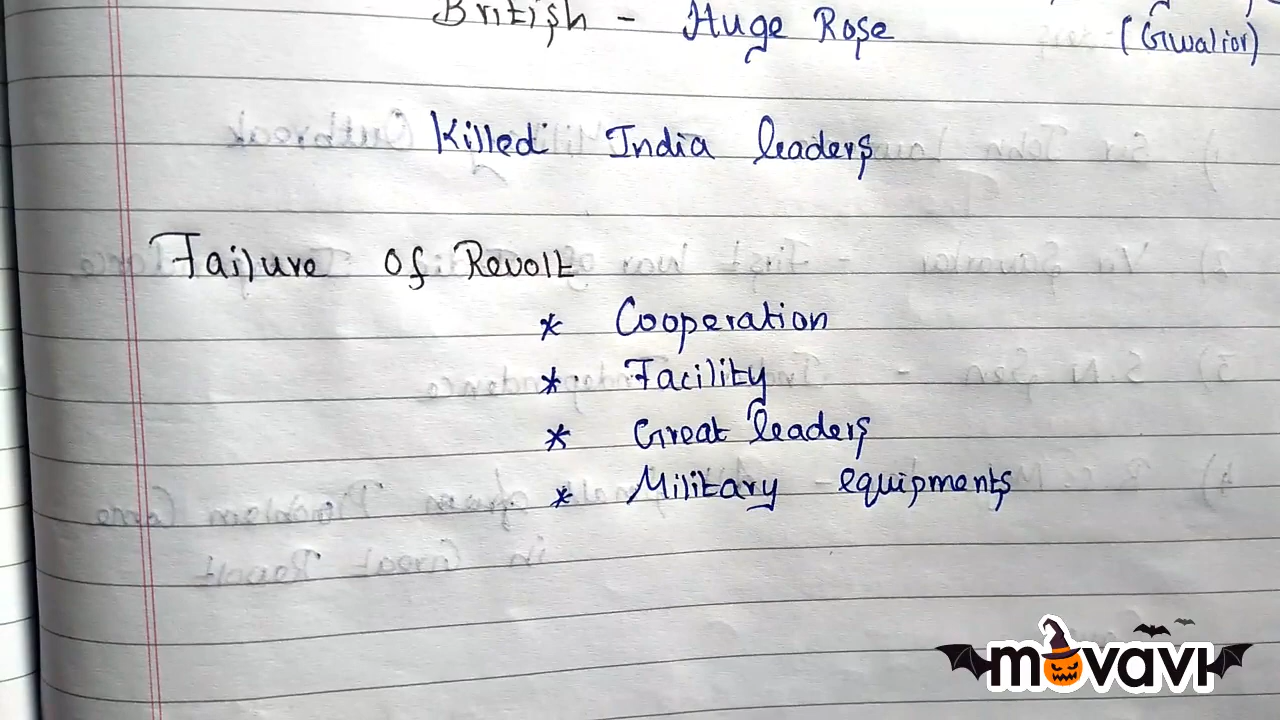 British - Huge Rose (Gwalior)
Killed India leaders
Failure Of Revolt
* Cooperation
* Facility
* Great leaders
* Military equipments
movavi